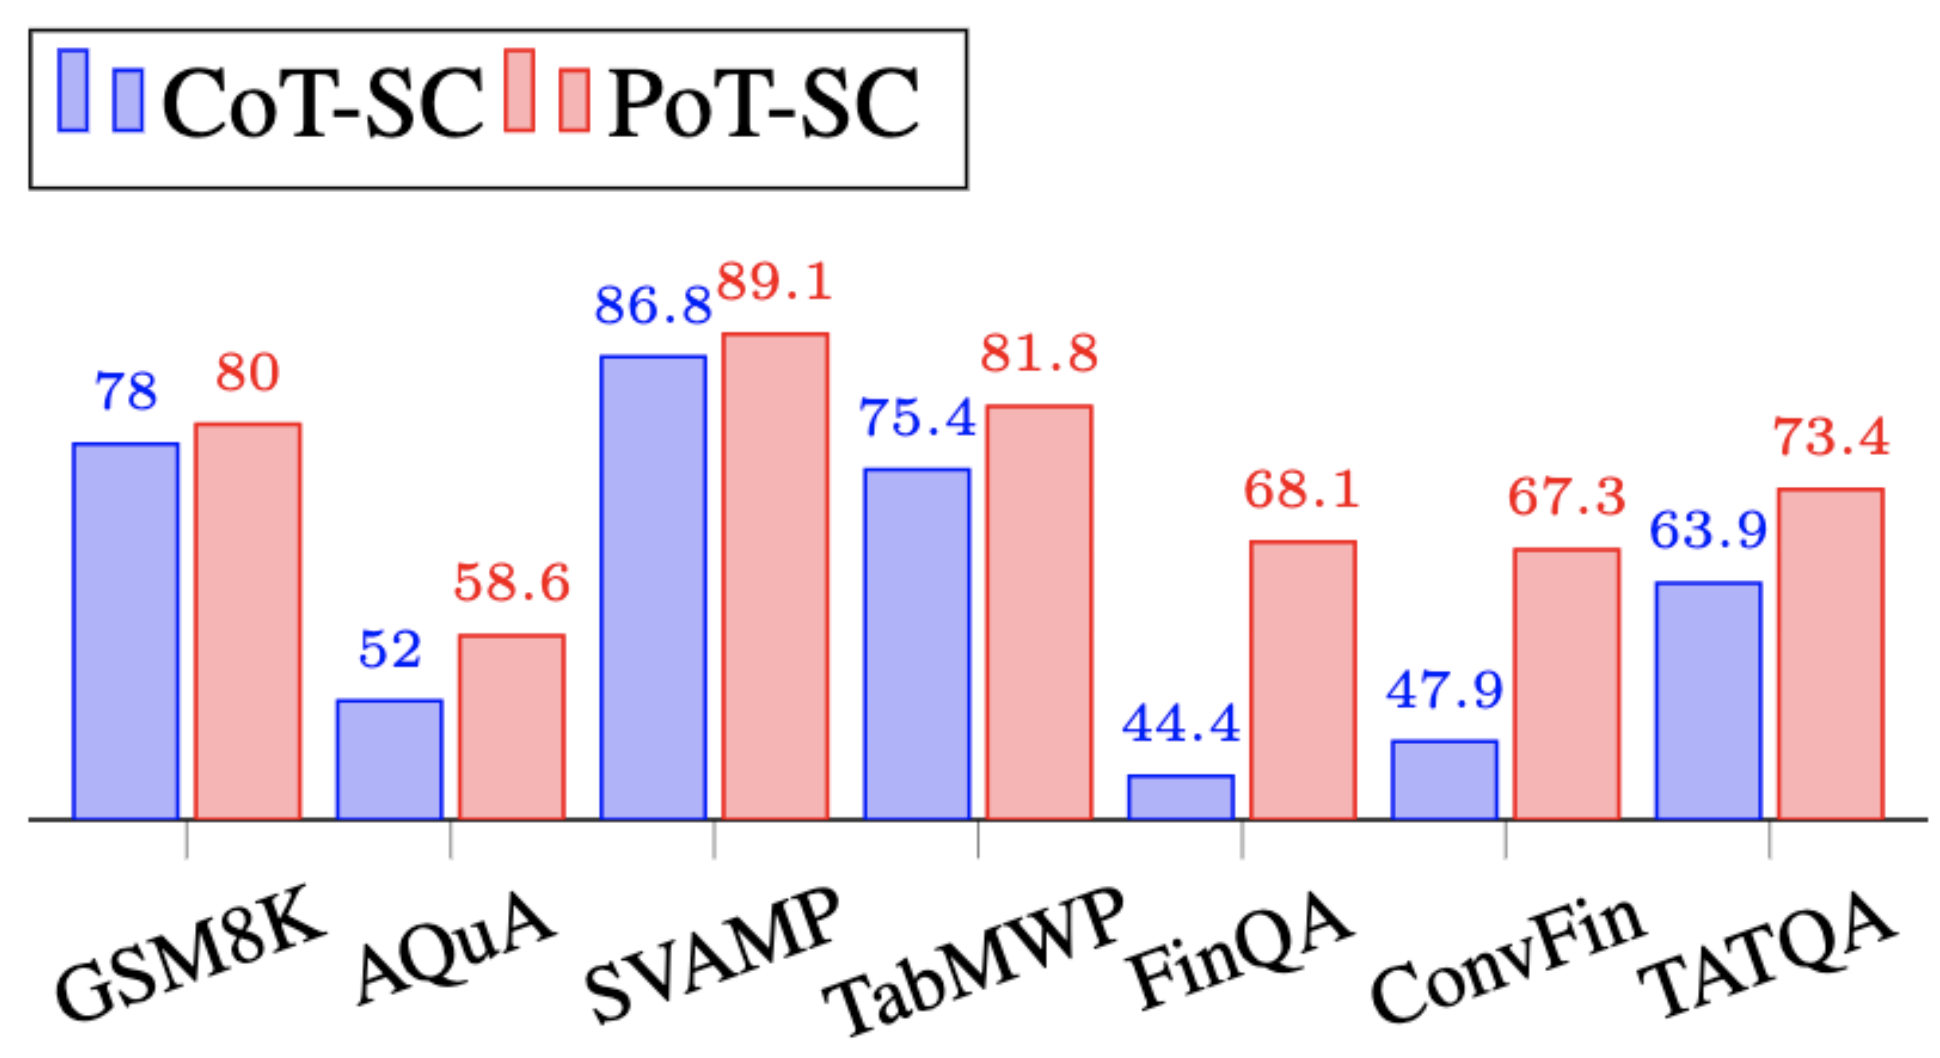 CoT-SC PoT-SC
78 80 52 58.6 86.8 89.1 75.4 81.8 44.4 68.1 47.9 67.3 63.9 73.4
GSM8K AQuA SVAMP TabMWP FinQA ConvFin TATQA